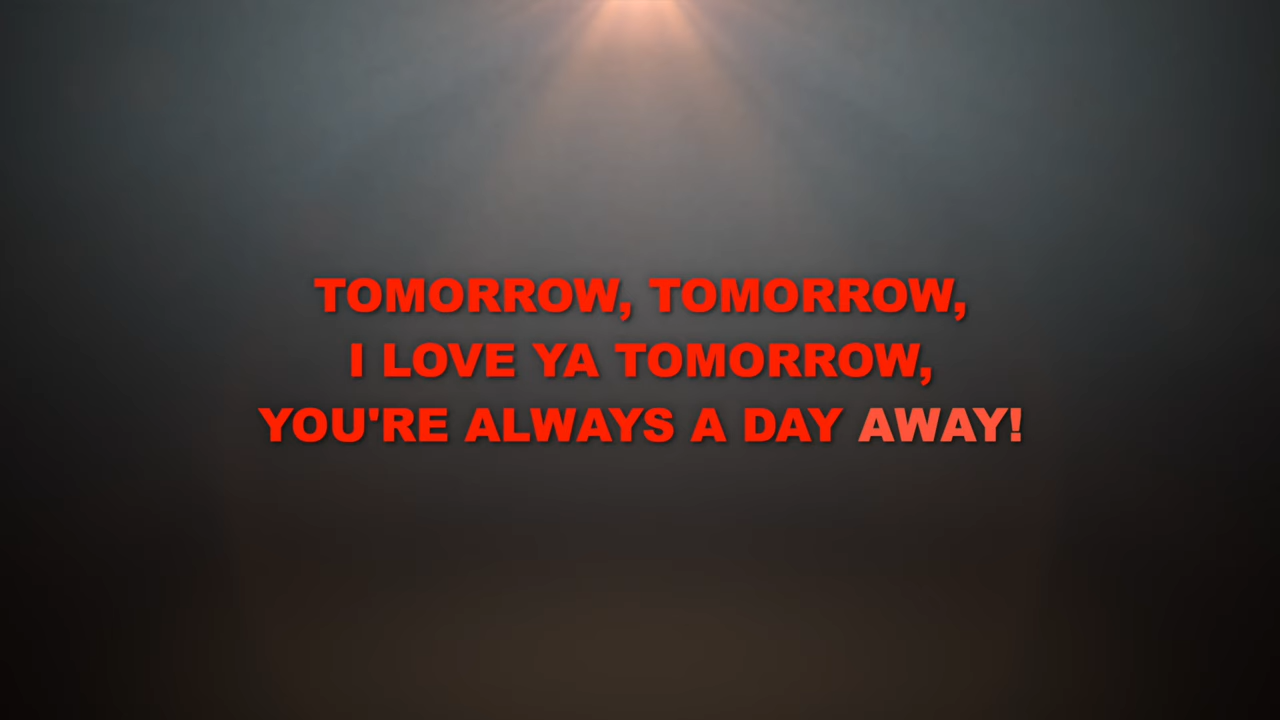 TOMORROW, TOMORROW,
I LOVE YA TOMORROW,
YOU'RE ALWAYS A DAY AWAY!